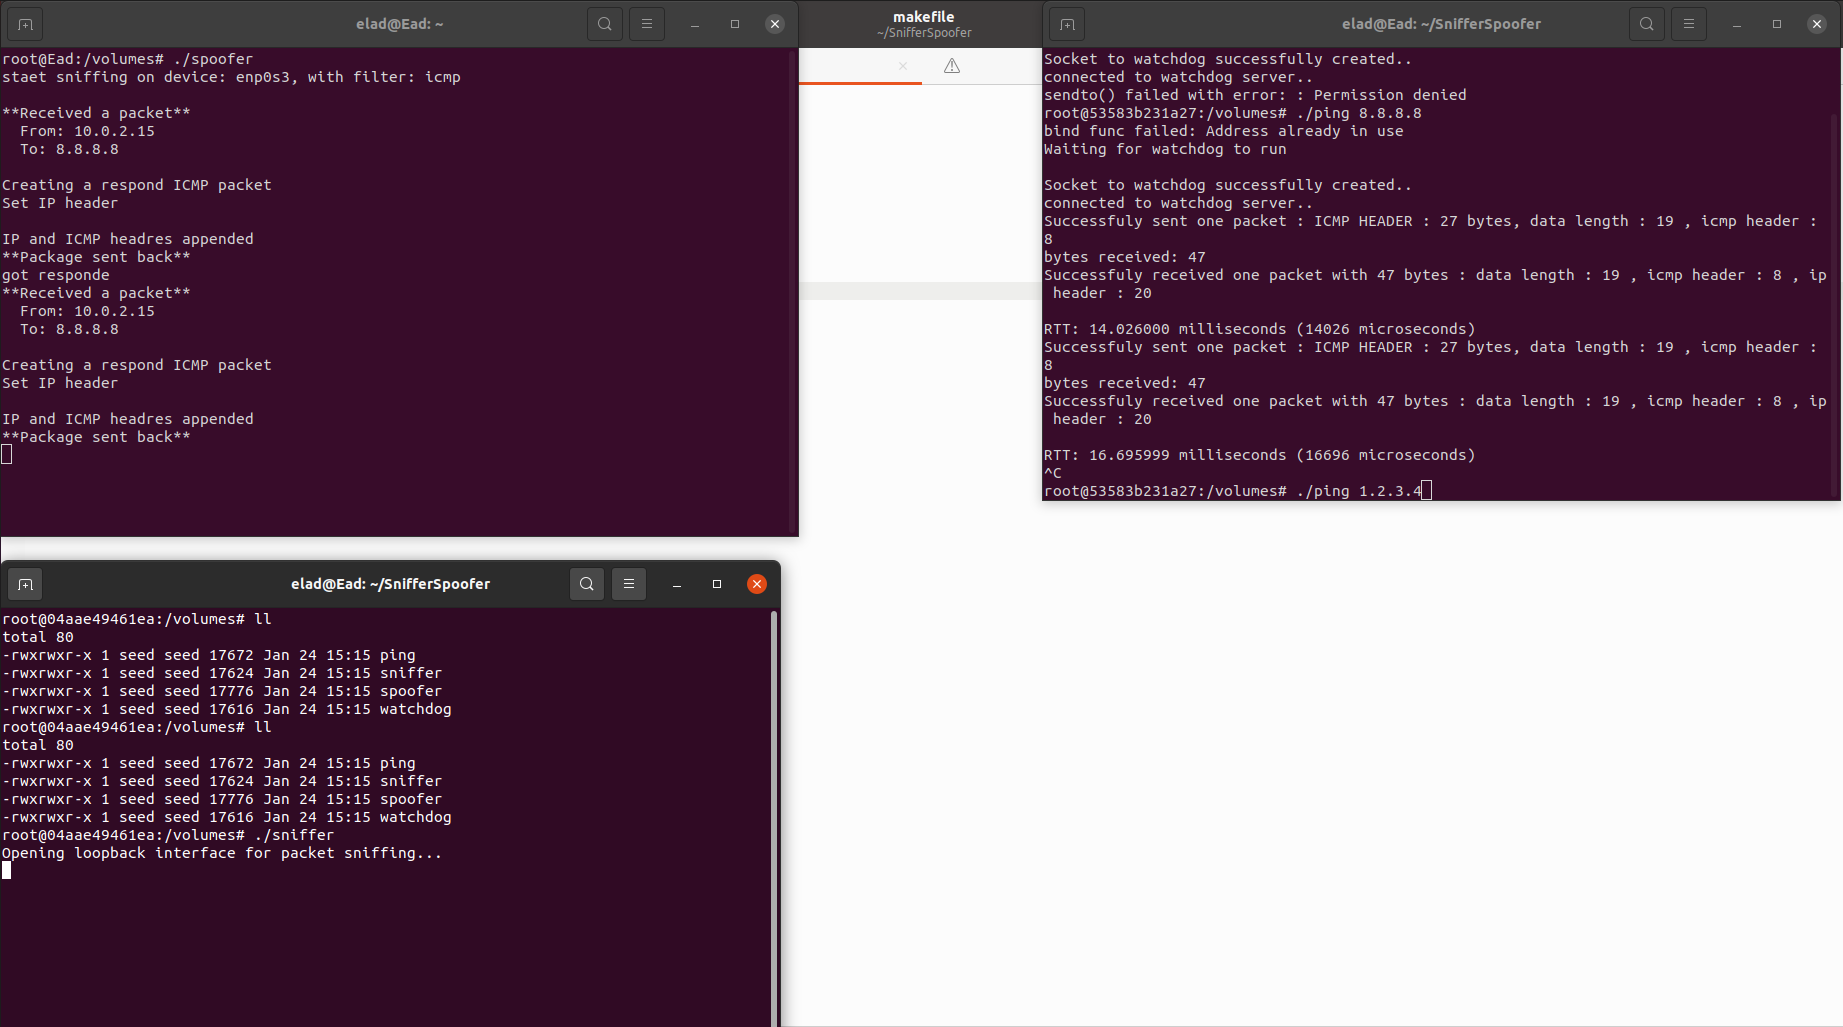 elad@Ead: ~
root@Ead:/volumes# ./spoofer
staet sniffing on device: enp0s3, with filter: icmp
**Received a packet**
From: 10.0.2.15
To: 8.8.8.8
Creating a respond ICMP packet
Set IP header
IP and ICMP headres appended
**Package sent back**
got responde
**Received a packet**
From: 10.0.2.15
To: 8.8.8.8
Creating a respond ICMP packet
Set IP header
IP and ICMP headres appended
**Package sent back**
makefile
~/SnifferSpoofer
elad@Ead: ~/SnifferSpoofer
Socket to watchdog successfully created..
connected to watchdog server..
sendto() failed with error: : Permission denied
root@53583b231a27:/volumes# ./ping 8.8.8.8
bind func failed: Address already in use
Waiting for watchdog to run
Socket to watchdog successfully created..
connected to watchdog server..
Successfuly sent one packet : ICMP HEADER : 27 bytes, data length : 19 , icmp header :
8
bytes received: 47
Successfuly received one packet with 47 bytes : data length : 19 , icmp header : 8 , ip
header : 20
RTT: 14.026000 milliseconds (14026 microseconds)
Successfuly sent one packet : ICMP HEADER : 27 bytes, data length : 19 , icmp header :
8
bytes received: 47
Successfuly received one packet with 47 bytes : data length : 19 , icmp header : 8 , ip
header : 20
RTT: 16.695999 milliseconds (16696 microseconds)
^C
root@53583b231a27:/volumes# ./ping 1.2.3.4
elad@Ead: ~/SnifferSpoofer
root@04aae49461ea:/volumes# ll
total 80
-rwxrwxr-x 1 seed seed 17672 Jan 24 15:15 ping
-rwxrwxr-x 1 seed seed 17624 Jan 24 15:15 sniffer
-rwxrwxr-x 1 seed seed 17776 Jan 24 15:15 spoofer
-rwxrwxr-x 1 seed seed 17616 Jan 24 15:15 watchdog
root@04aae49461ea:/volumes# ll
total 80
-rwxrwxr-x 1 seed seed 17672 Jan 24 15:15 ping
-rwxrwxr-x 1 seed seed 17624 Jan 24 15:15 sniffer
-rwxrwxr-x 1 seed seed 17776 Jan 24 15:15 spoofer
-rwxrwxr-x 1 seed seed 17616 Jan 24 15:15 watchdog
root@04aae49461ea:/volumes# ./sniffer
Opening loopback interface for packet sniffing...